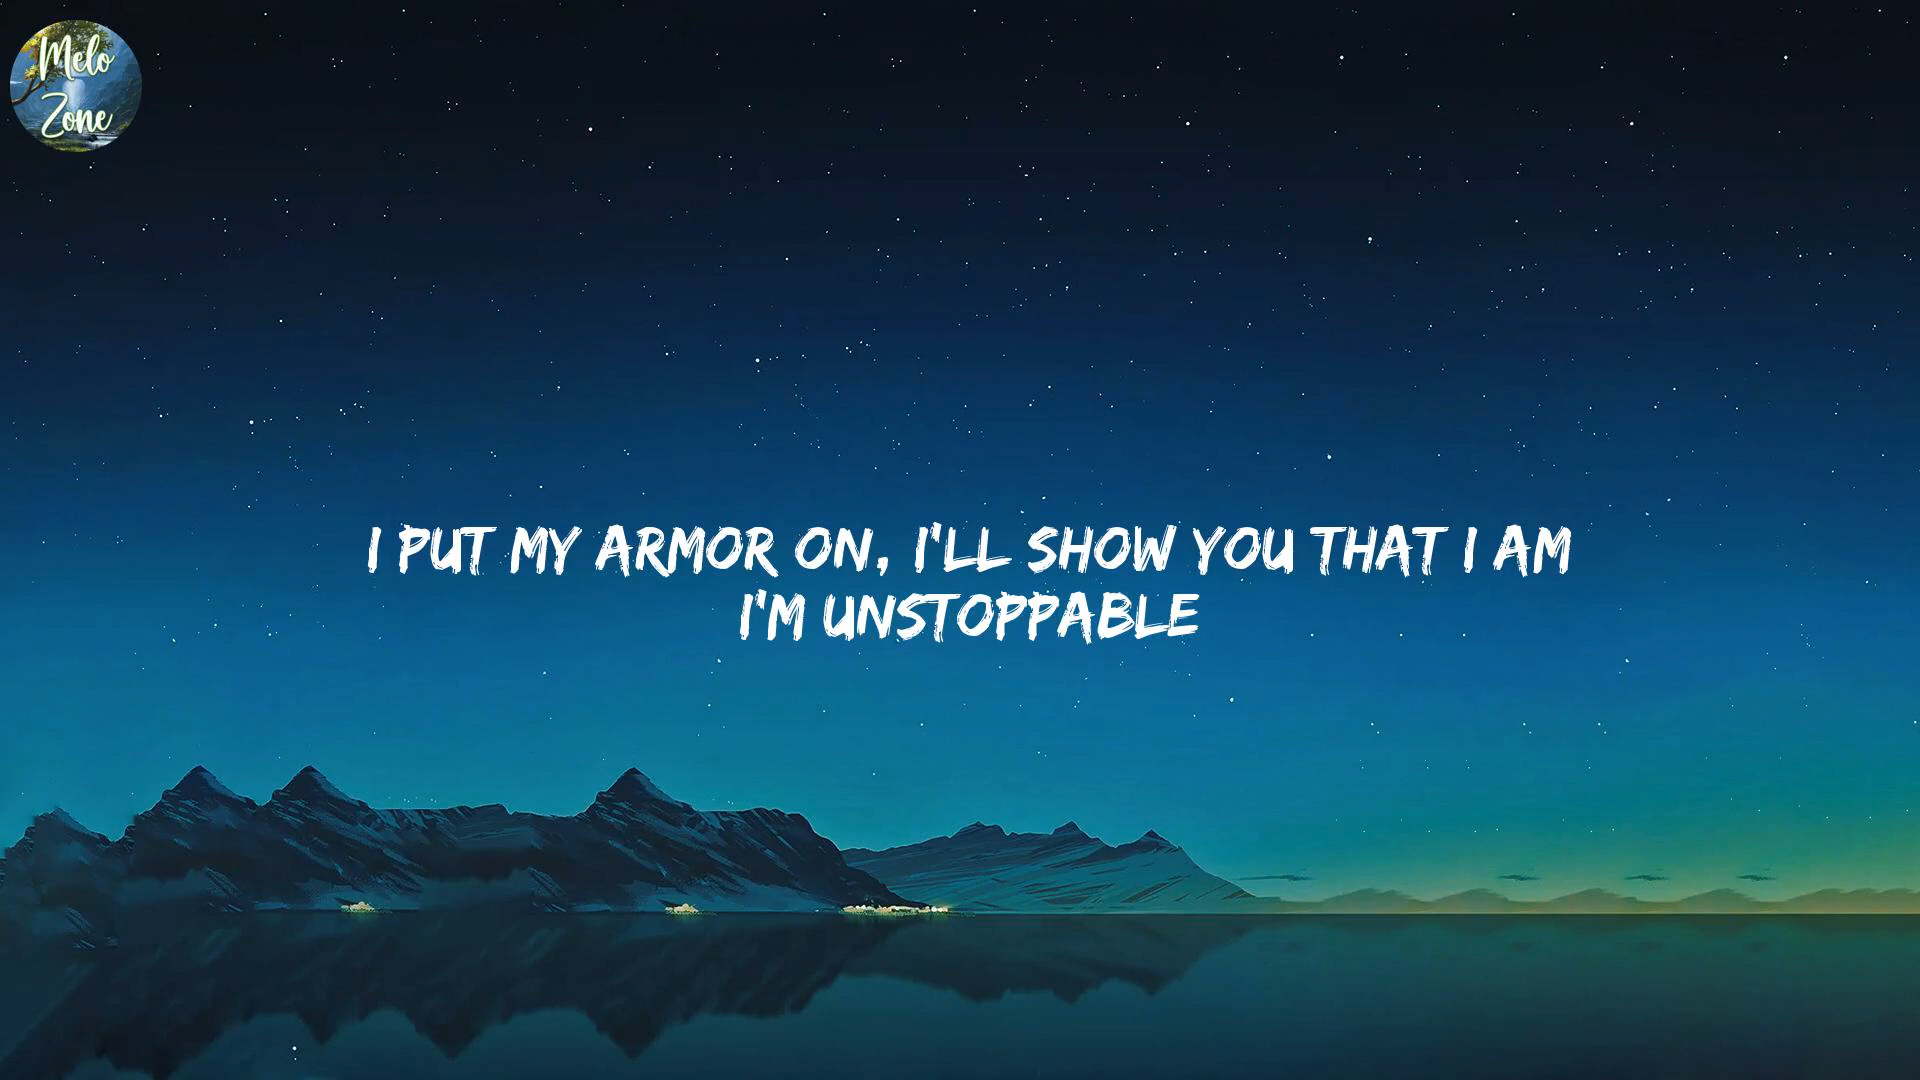 Melo
Zone
I PUT MY ARMOR ON, I'LL SHOW YOU THAT I AM
I'M UNSTOPPABLE